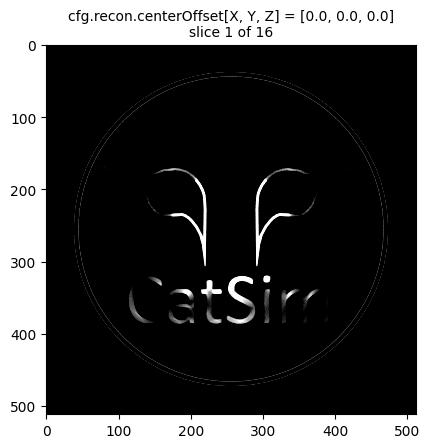 cfg.recon.centerOffset[X, Y, Z] = [0.0, 0.0, 0.0]
slice 1 of 16
0
100
200
300
400
500
CatSim
0 100 200 300 400 500